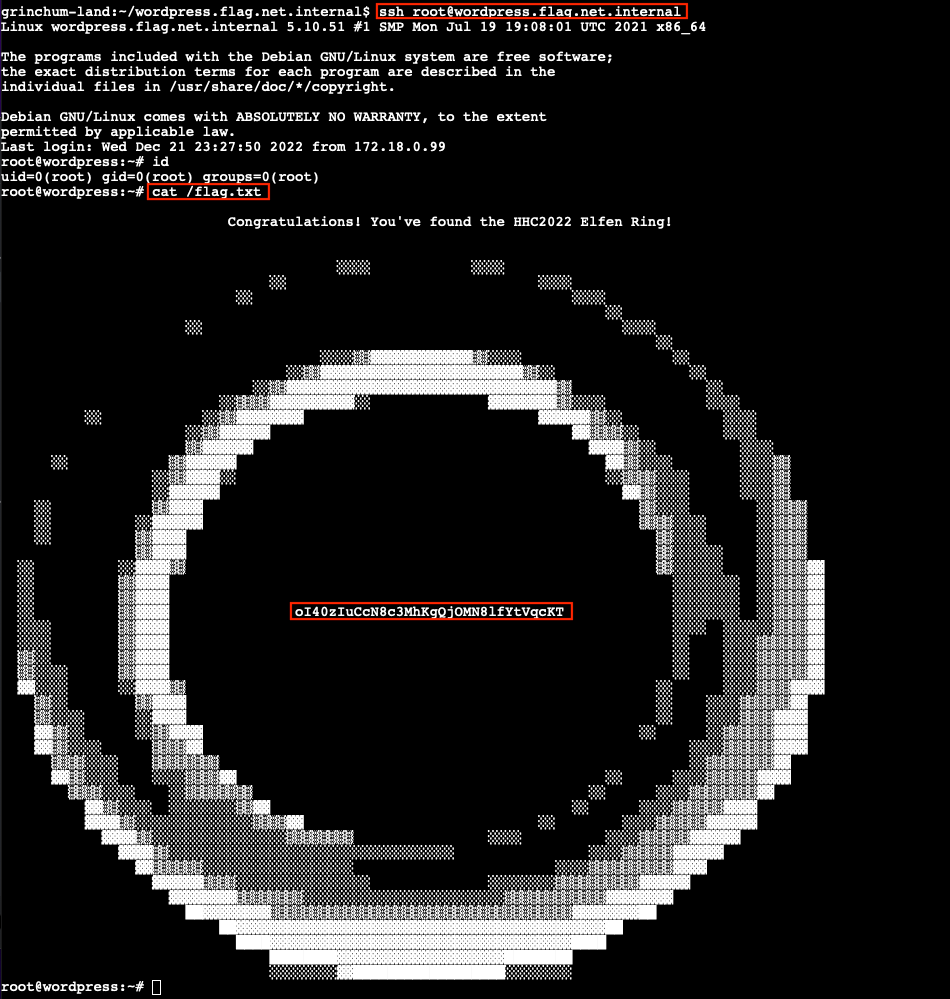 grinchum-land:~/wordpress.flag.net.internal$ ssh root@wordpress.flag.net.internal
Linux wordpress.flag.net.internal 5.10.51 #1 SMP Mon Jul 19 19:08:01 UTC 2021 x86_64
The programs included with the Debian GNU/Linux system are free software;
the exact distribution terms for each program are described in the
individual files in /usr/share/doc/*/copyright.
Debian GNU/Linux comes with ABSOLUTELY NO WARRANTY, to the extent
permitted by applicable law.
Last login: Wed Dec 21 23:27:50 2022 from 172.18.0.99
root@wordpress:~# id
uid=0(root) gid=0(root) groups=0(root)
root@wordpress:~# cat /flag.txt
Congratulations! You've found the HHC2022 Elfen Ring!
oI40zIuCcN8c3MhKgQjOMN8lfYtVqcKT
root@wordpress:~#